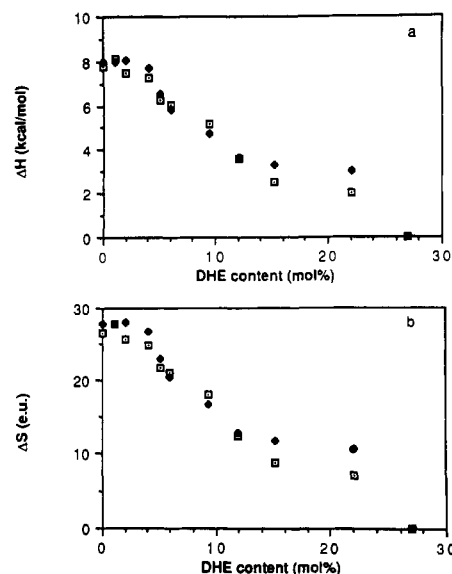 a
10
8
6
4
2
0
ΔH (kcal/mol)
0 10 20 30
DHE content (mol%)
b
30
20
10
0
ΔS (e.u.)
0 10 20 30
DHE content (mol%)